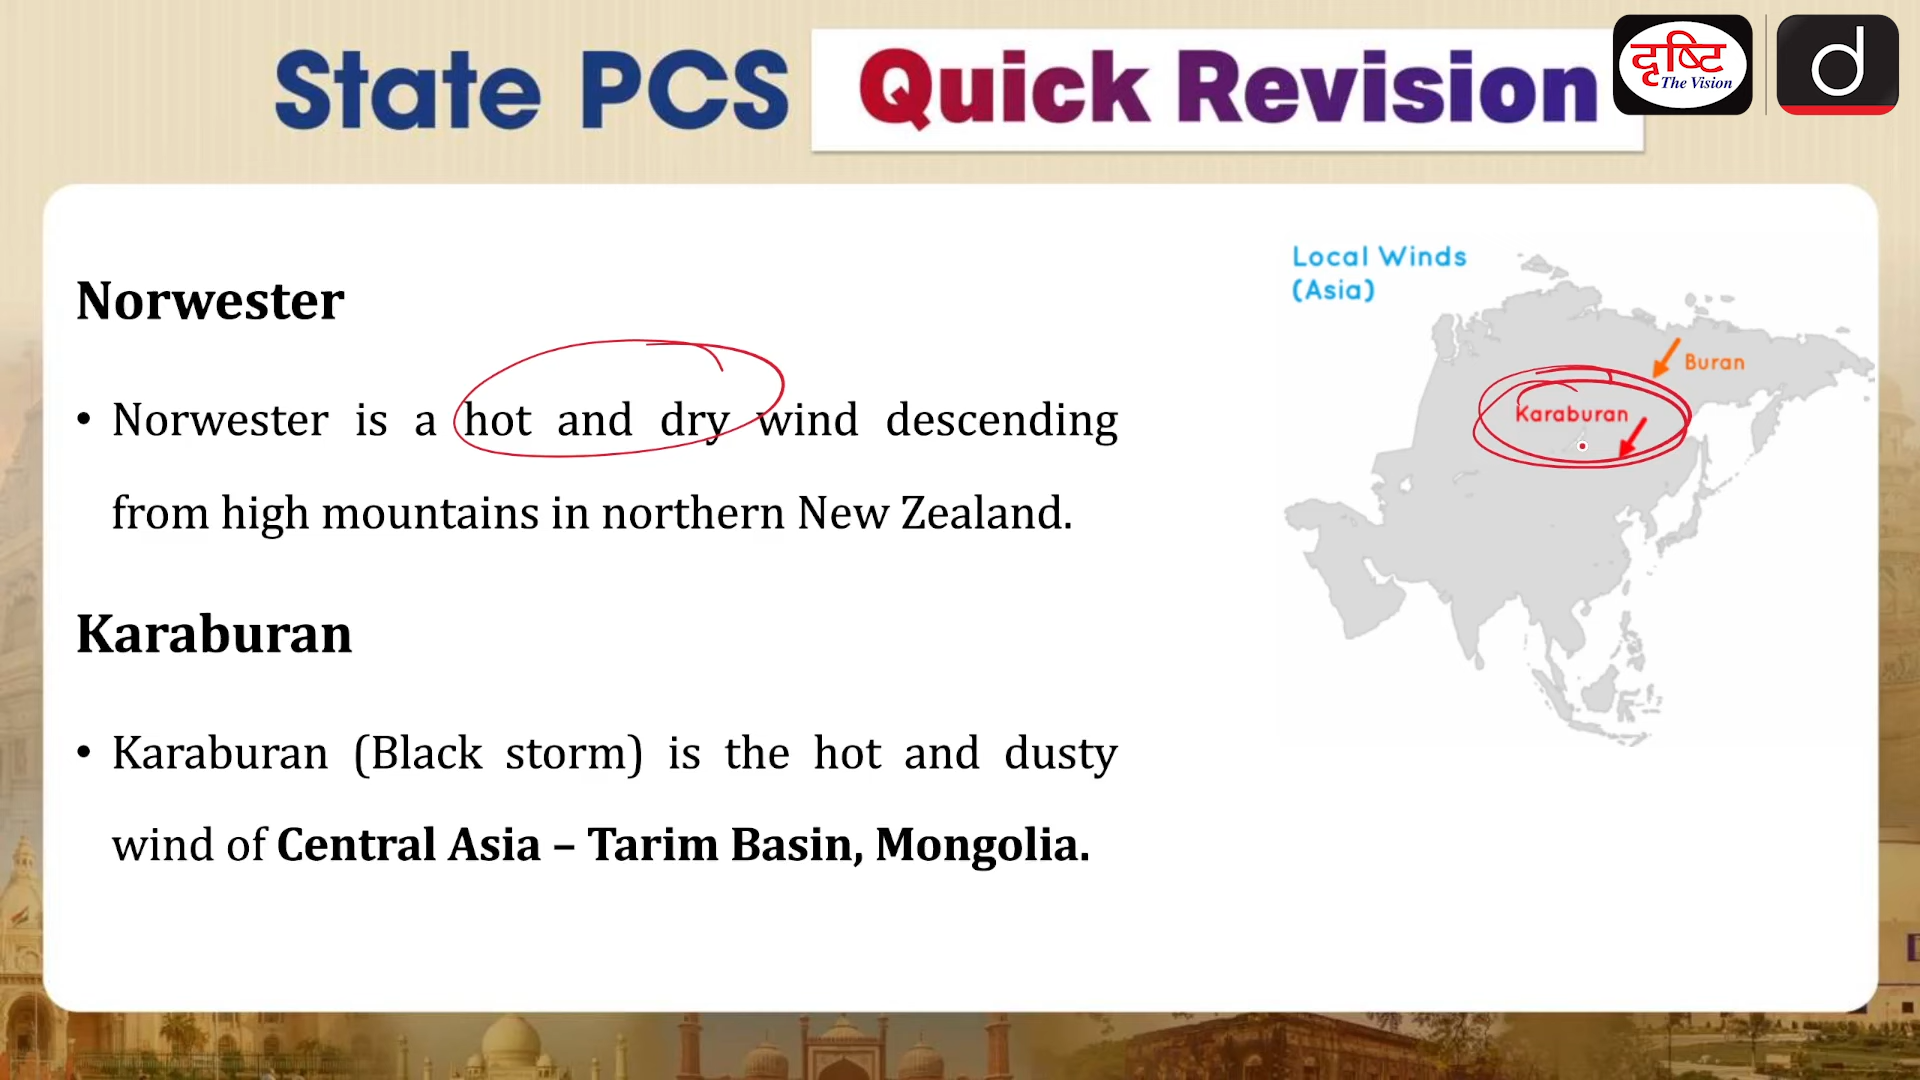 State PCS Quick Revision
दृष्टि
The Vision
d
Norwester
• Norwester is a hot and dry wind descending
from high mountains in northern New Zealand.
Karaburan
• Karaburan (Black storm) is the hot and dusty
wind of Central Asia – Tarim Basin, Mongolia.
Local Winds
(Asia)
Buran
Karaburan